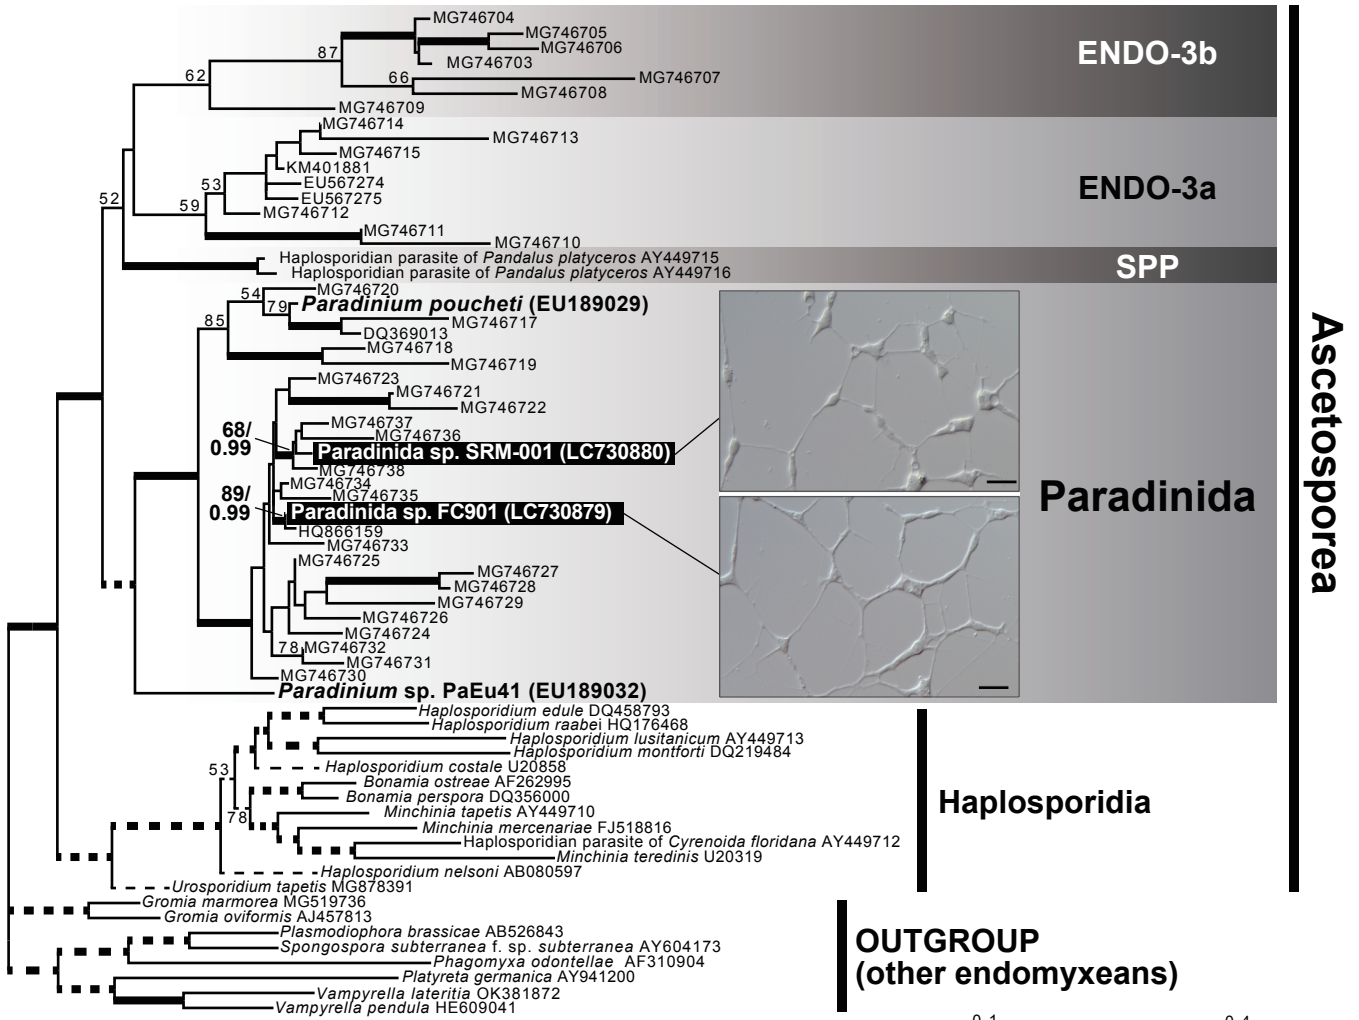 MG746704
MG746705
87
MG746706
ENDO-3b
MG746703
62
66
MG746707
MG746708
MG746709
MG746714
MG746713
MG746715
KM401881
53
EU567274
ENDO-3a
EU567275
52
59
MG746712
MG746711
MG746710
Haplosporidian parasite of Pandalus platyceros AY449715
SPP
Haplosporidian parasite of Pandalus platyceros AY449716
MG746720
54
79
Paradinium poucheti (EU189029)
85
MG746717
DQ369013
MG746718
MG746719
MG746723
MG746721
MG746722
MG746737
68/
0.99
MG746736
Paradinida sp. SRM-001 (LC730880)
MG746738
MG746734
89/
0.99
MG746735
Paradinida
Paradinida sp. FC901 (LC730879)
HQ866159
MG746733
MG746725
MG746727
MG746728
MG746729
MG746726
MG746724
78
MG746732
MG746731
MG746730
Paradinium sp. PaEu41 (EU189032)
Ascetosporea
Haplosporidium edule DQ458793
Haplosporidium raabei HQ176468
Haplosporidium lusitanicum AY449713
Haplosporidium montforti DQ219484
53
Haplosporidium costale U20858
Bonamia ostreae AF262995
Bonamia perspora DQ356000
Haplosporidia
78
Minchinia tapetis AY449710
Minchinia mercenariae FJ518816
Haplosporidian parasite of Cyrenoida floridana AY449712
Minchinia teredinis U20319
Haplosporidium nelsoni AB080597
Urosporidium tapetis MG878391
Gromia marmorea MG519736
Gromia oviformis AJ457813
Plasmodiophora brassicae AB526843
Spongospora subterranea f. sp. subterranea AY604173
Phagomyxa odontellae AF310904
OUTGROUP
(other endomyxeans)
Platyreta germanica AY941200
Vampyrella lateritia OK381872
Vampyrella pendula HE609041